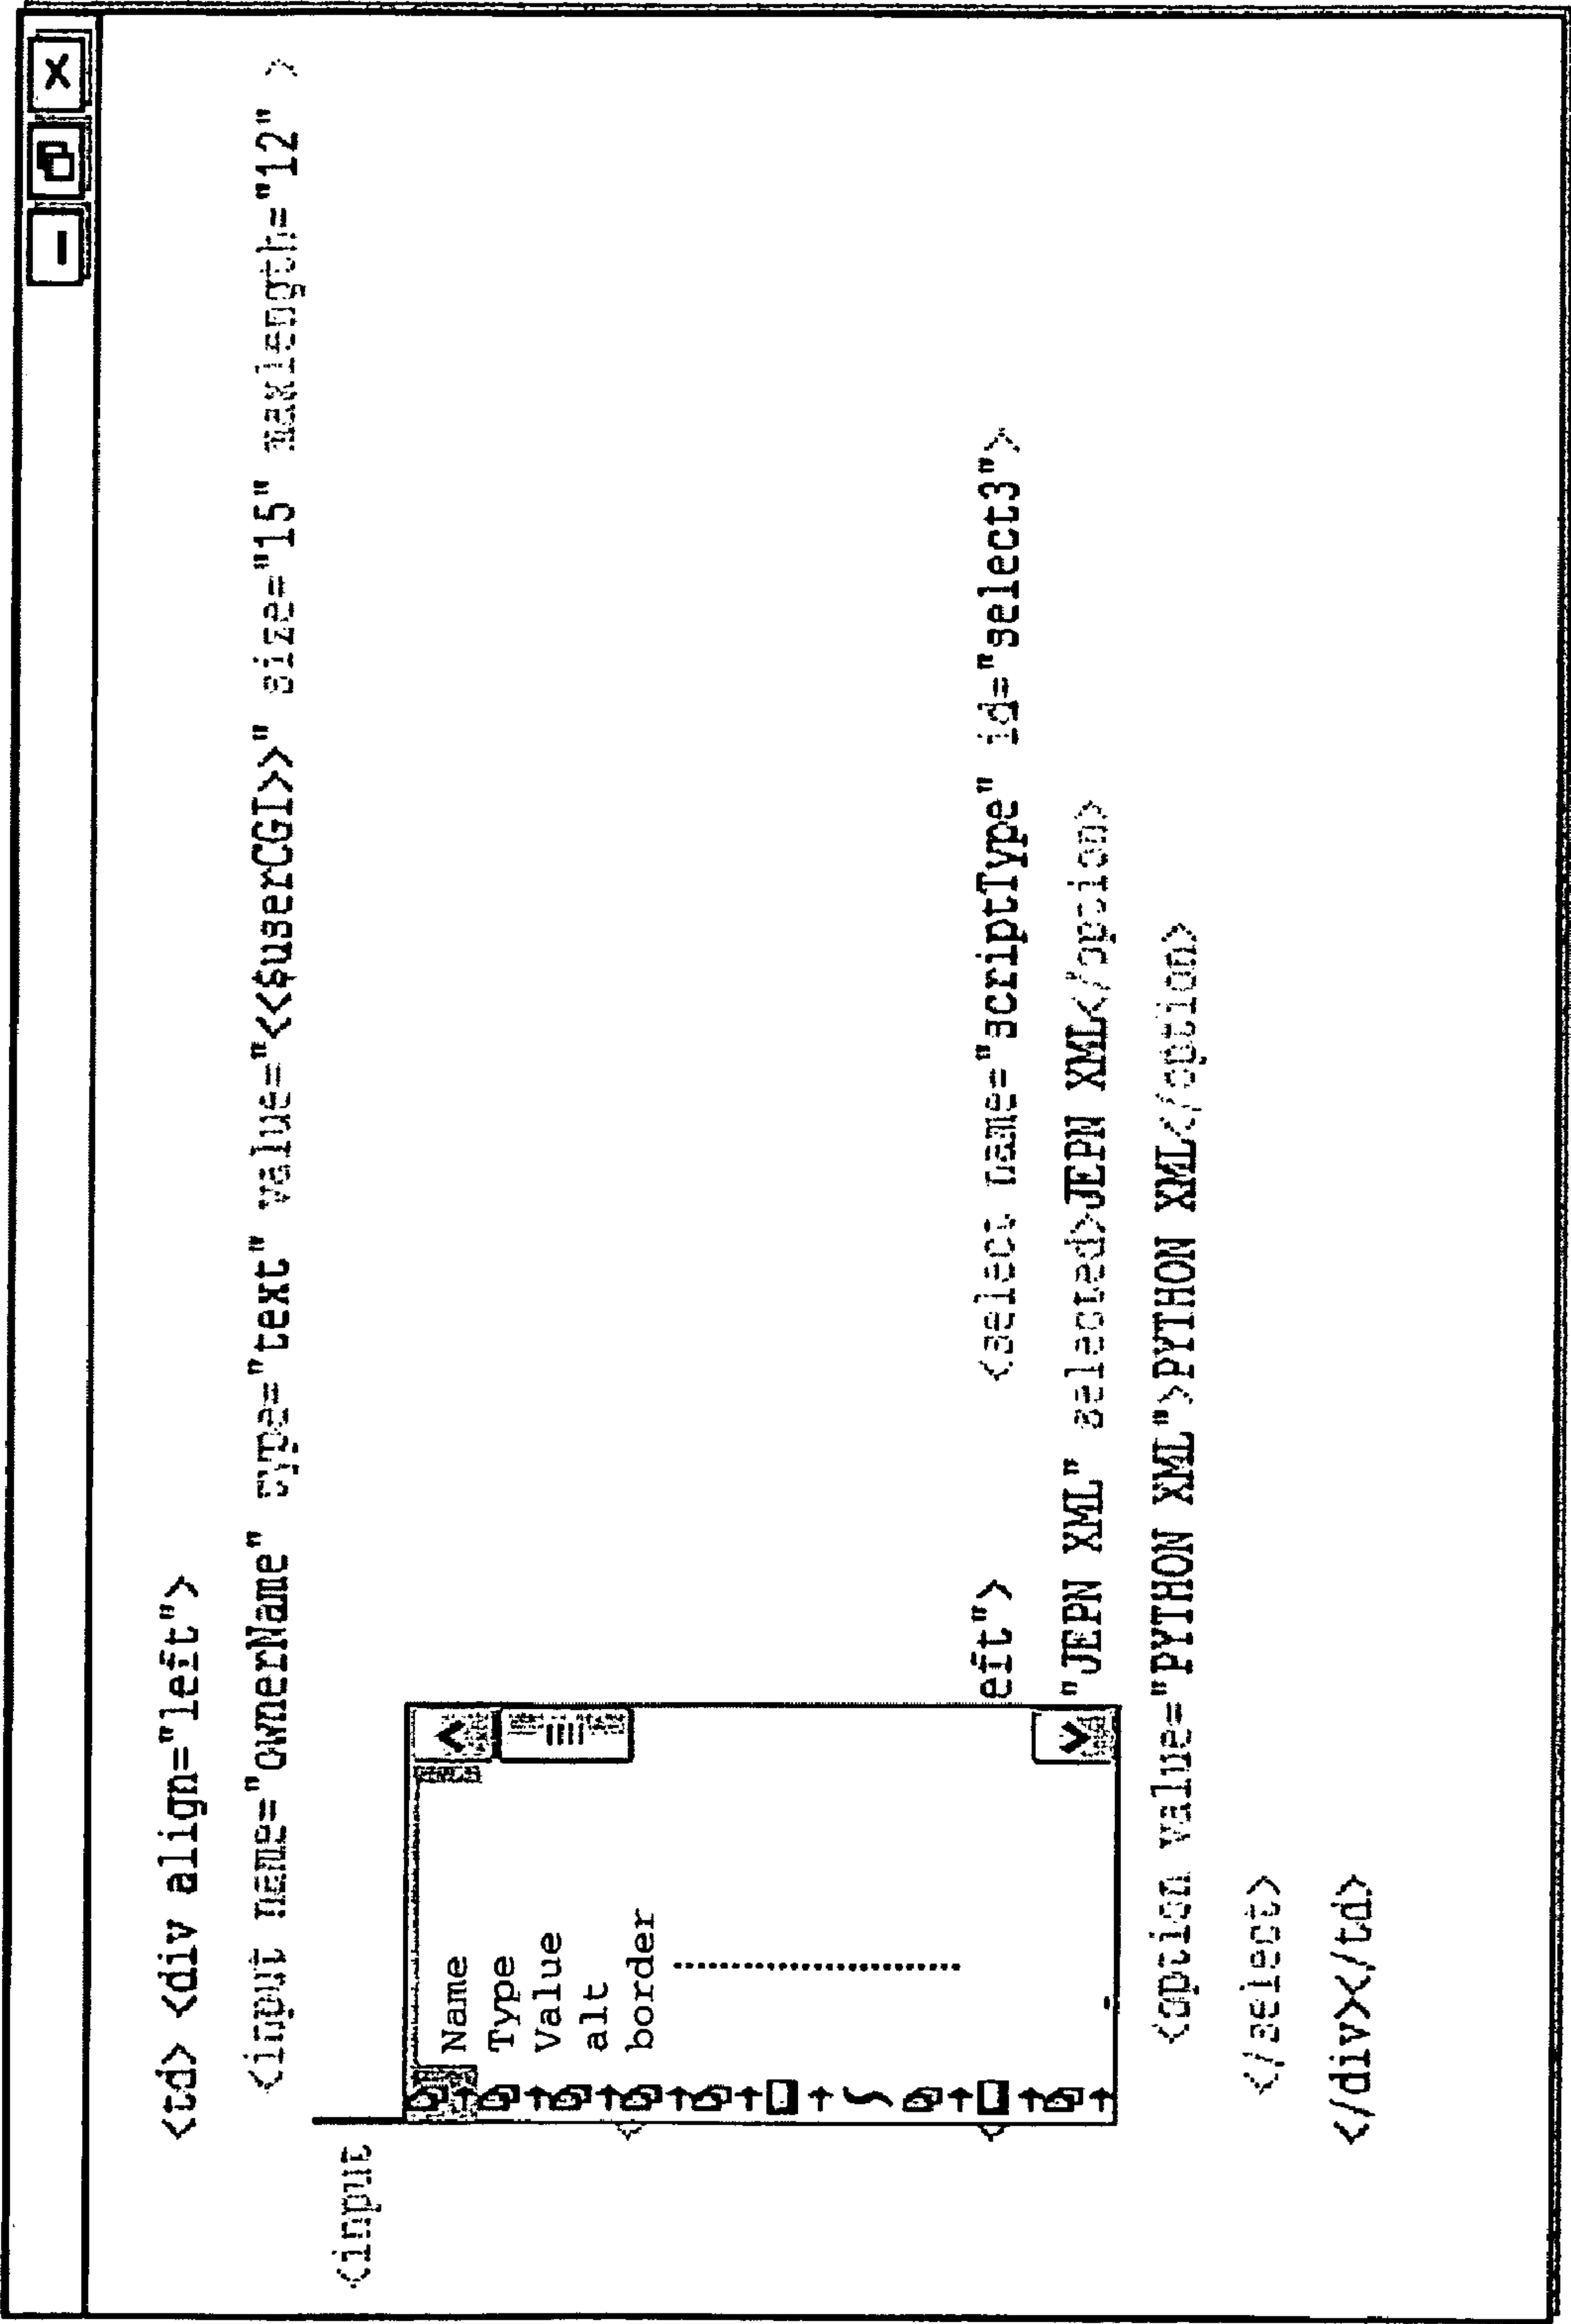 <td> <div align="left">
<input name="ownerName" type="text" value="<<$userCGI>>" size="15" maxlength="12" >
<input
Name
Type
Value
alt
border
eft"> <select name="scriptType" id="select3">
"JEPN XML" selected>JEPN XML</option>
<option value="PYTHON XML">PYTHON XML</option>
</select>
</div></td>